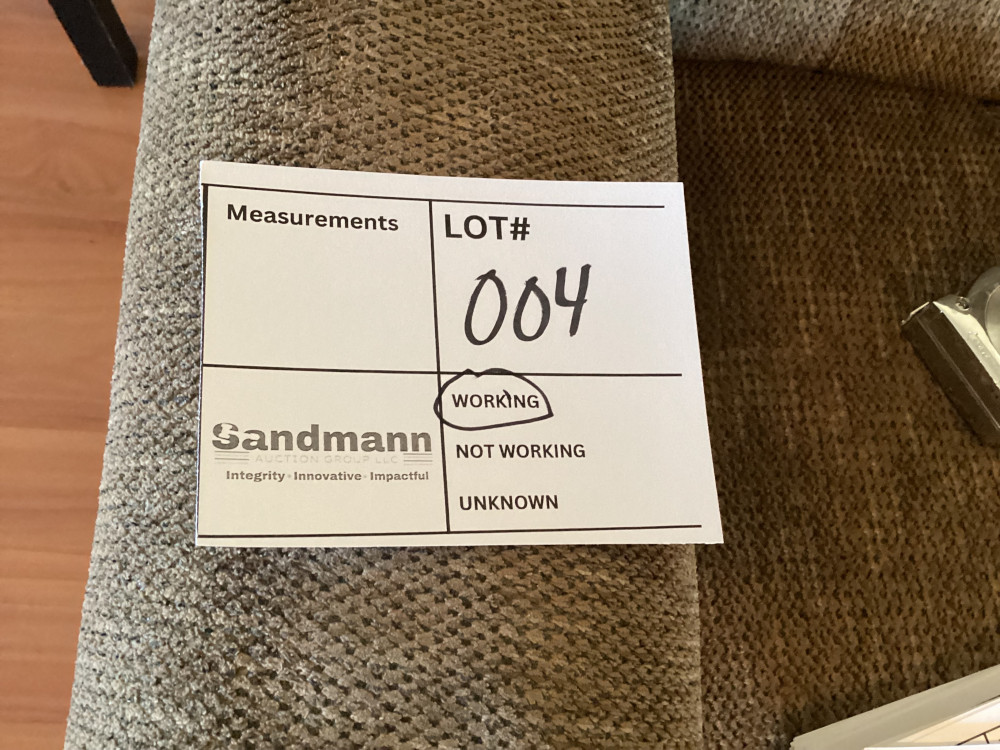 Measurements
LOT#
004
WORKING
NOT WORKING
UNKNOWN
Sandmann
AUCTION GROUP LLC
Integrity · Innovative · Impactful